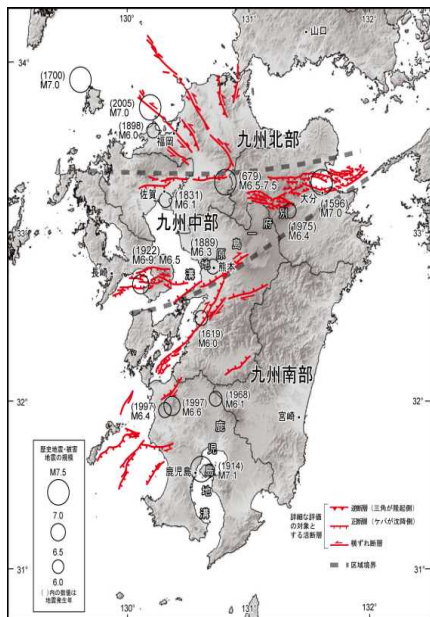 130°
131°
132°
山口
34°
(1700)
M7.0
(2005)
M7.0
(1898)
M6.0
福岡
九州北部
(679)
M6.5-7.5
佐賀
(1831)
M6.1
大分
(1596)
M7.0
別
府
33°
33°
九州中部
(1975)
M6.4
(1922)
M6.9, M6.5
(1889)
M6.3
島
原
地
溝
熊本
長崎
(1619)
M6.0
九州南部
(1968)
M6.1
(1997)
M6.4
(1997)
M6.6
32°
32°
宮崎
鹿
児
島
地
溝
鹿児島
(1914)
M7.1
歴史地震・被害
地震の規模
M7.5
7.0
6.5
6.0
( )内の数値は
地震発生年
詳細な評価
の対象と
する活断層
逆断層(三角が隆起側)
正断層(ケバが沈降側)
横ずれ断層
区域境界
31°
31°
130°
131°
132°